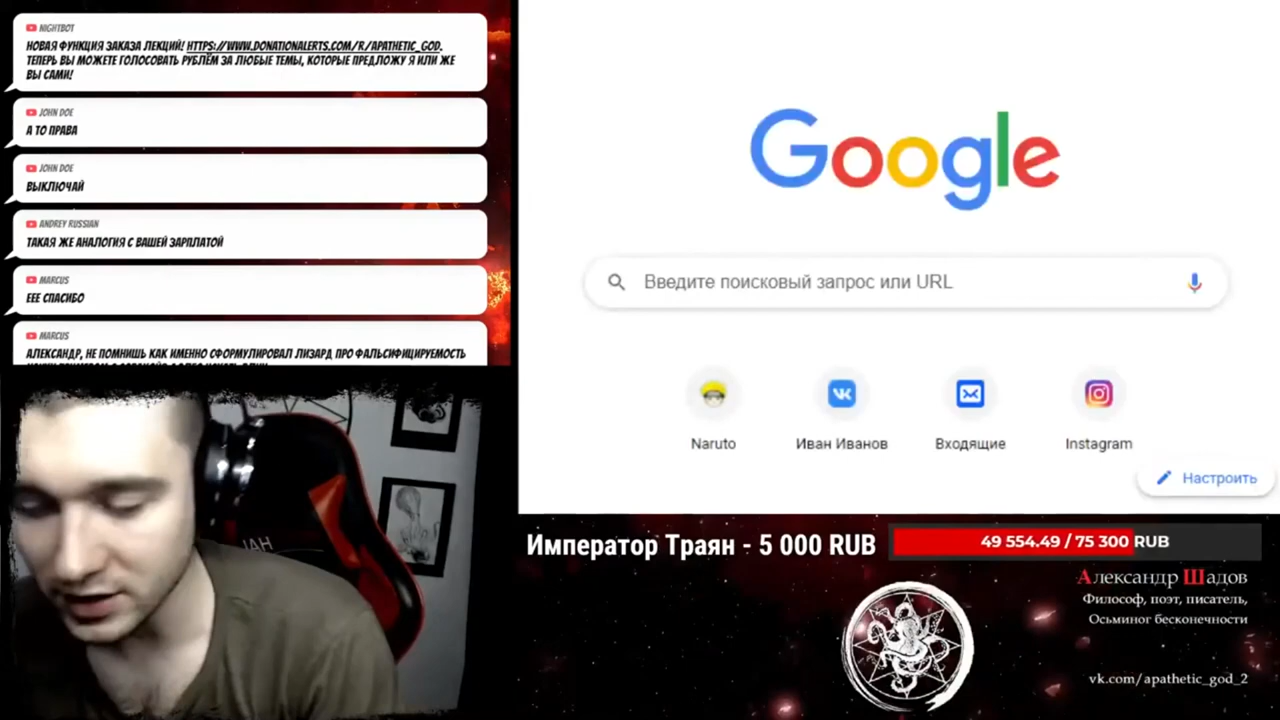 NIGHTBOT
НОВАЯ ФУНКЦИЯ ЗАКАЗА ЛЕКЦИЙ! HTTPS://WWW.DONATIONALERTS.COM/R/APATHETIC_GOD.
ТЕПЕРЬ ВЫ МОЖЕТЕ ГОЛОСОВАТЬ РУБЛЁМ ЗА ЛЮБЫЕ ТЕМЫ, КОТОРЫЕ ПРЕДЛОЖУ Я ИЛИ ЖЕ
ВЫ САМИ!
JOHN DOE
А ТО ПРАВА
JOHN DOE
ВЫКЛЮЧАЙ
ANDREY RUSSIAN
ТАКАЯ ЖЕ АНАЛОГИЯ С ВАШЕЙ ЗАРПЛАТОЙ
MARCUS
ЕЕЕ СПАСИБО
MARCUS
АЛЕКСАНДР, НЕ ПОМНИШЬ КАК ИМЕННО СФОРМУЛИРОВАЛ ЛИЗАРД ПРО ФАЛЬСИФИЦИРУЕМОСТЬ
Google
Введите поисковый запрос или URL
Naruto
Иван Иванов
Входящие
Instagram
Настроить
Император Траян - 5 000 RUB
49 554.49 / 75 300 RUB
Александр Шадов
Философ, поэт, писатель,
Осьминог бесконечности
vk.com/apathetic_god_2